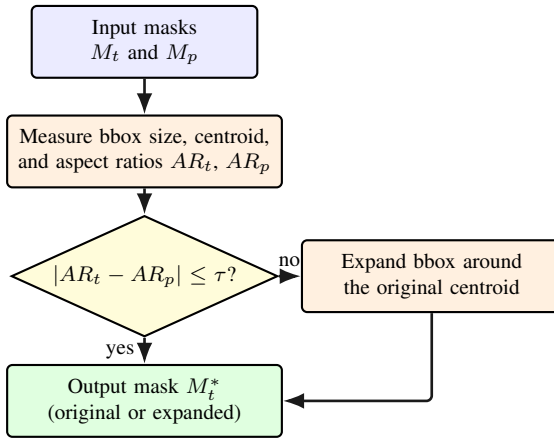 Input masks
M_t and M_p
Measure bbox size, centroid,
and aspect ratios AR_t, AR_p
|AR_t − AR_p| ≤ τ?
no
Expand bbox around
the original centroid
yes
Output mask M_t^*
(original or expanded)